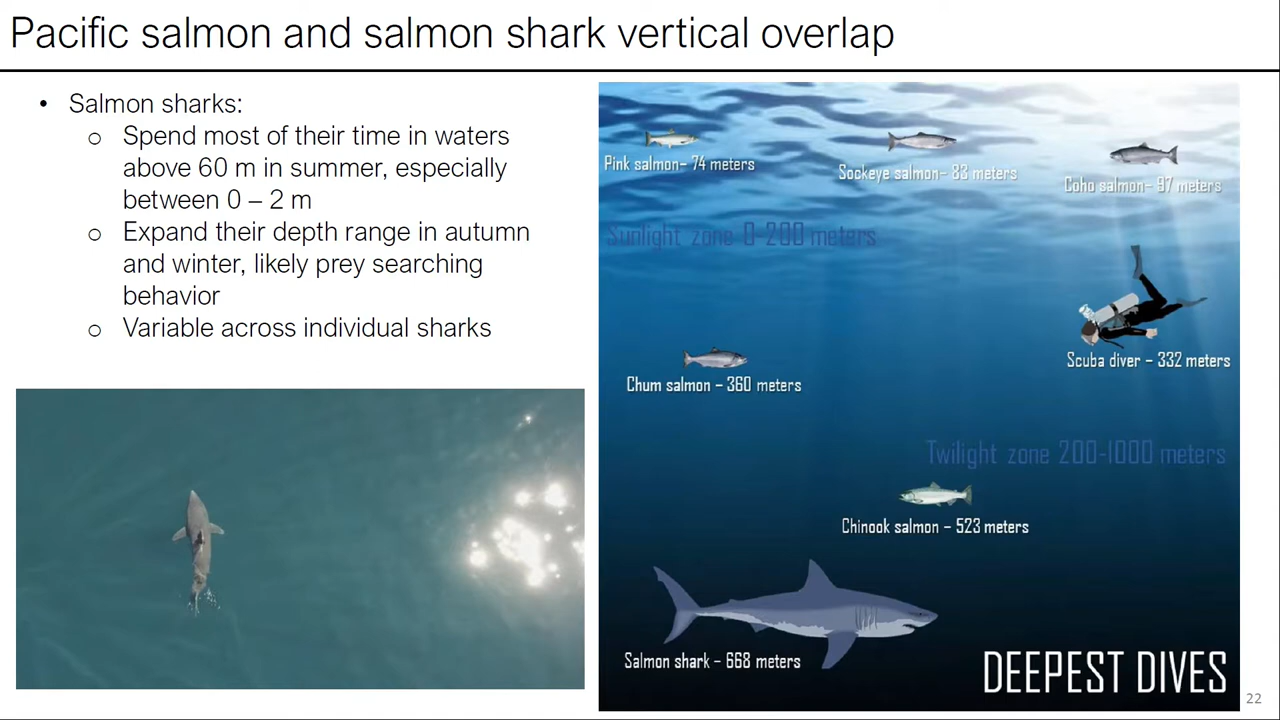 Pacific salmon and salmon shark vertical overlap
• Salmon sharks:
o Spend most of their time in waters
above 60 m in summer, especially
between 0 – 2 m
o Expand their depth range in autumn
and winter, likely prey searching
behavior
o Variable across individual sharks
Pink salmon– 74 meters
Sockeye salmon– 83 meters
Coho salmon– 97 meters
Sunlight zone 0-200 meters
Scuba diver – 332 meters
Chum salmon – 360 meters
Twilight zone 200-1000 meters
Chinook salmon – 523 meters
Salmon shark – 668 meters
DEEPEST DIVES
22